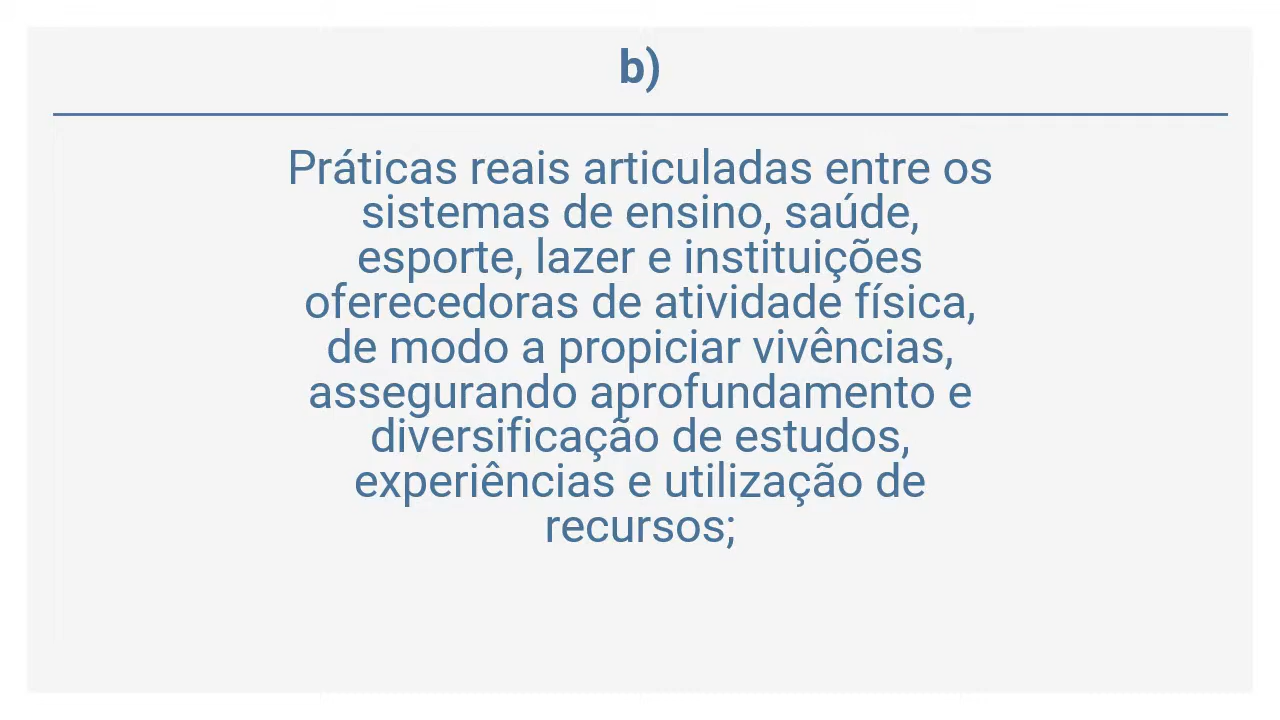 b)
Práticas reais articuladas entre os
sistemas de ensino, saúde,
esporte, lazer e instituições
oferecedoras de atividade física,
de modo a propiciar vivências,
assegurando aprofundamento e
diversificação de estudos,
experiências e utilização de
recursos;